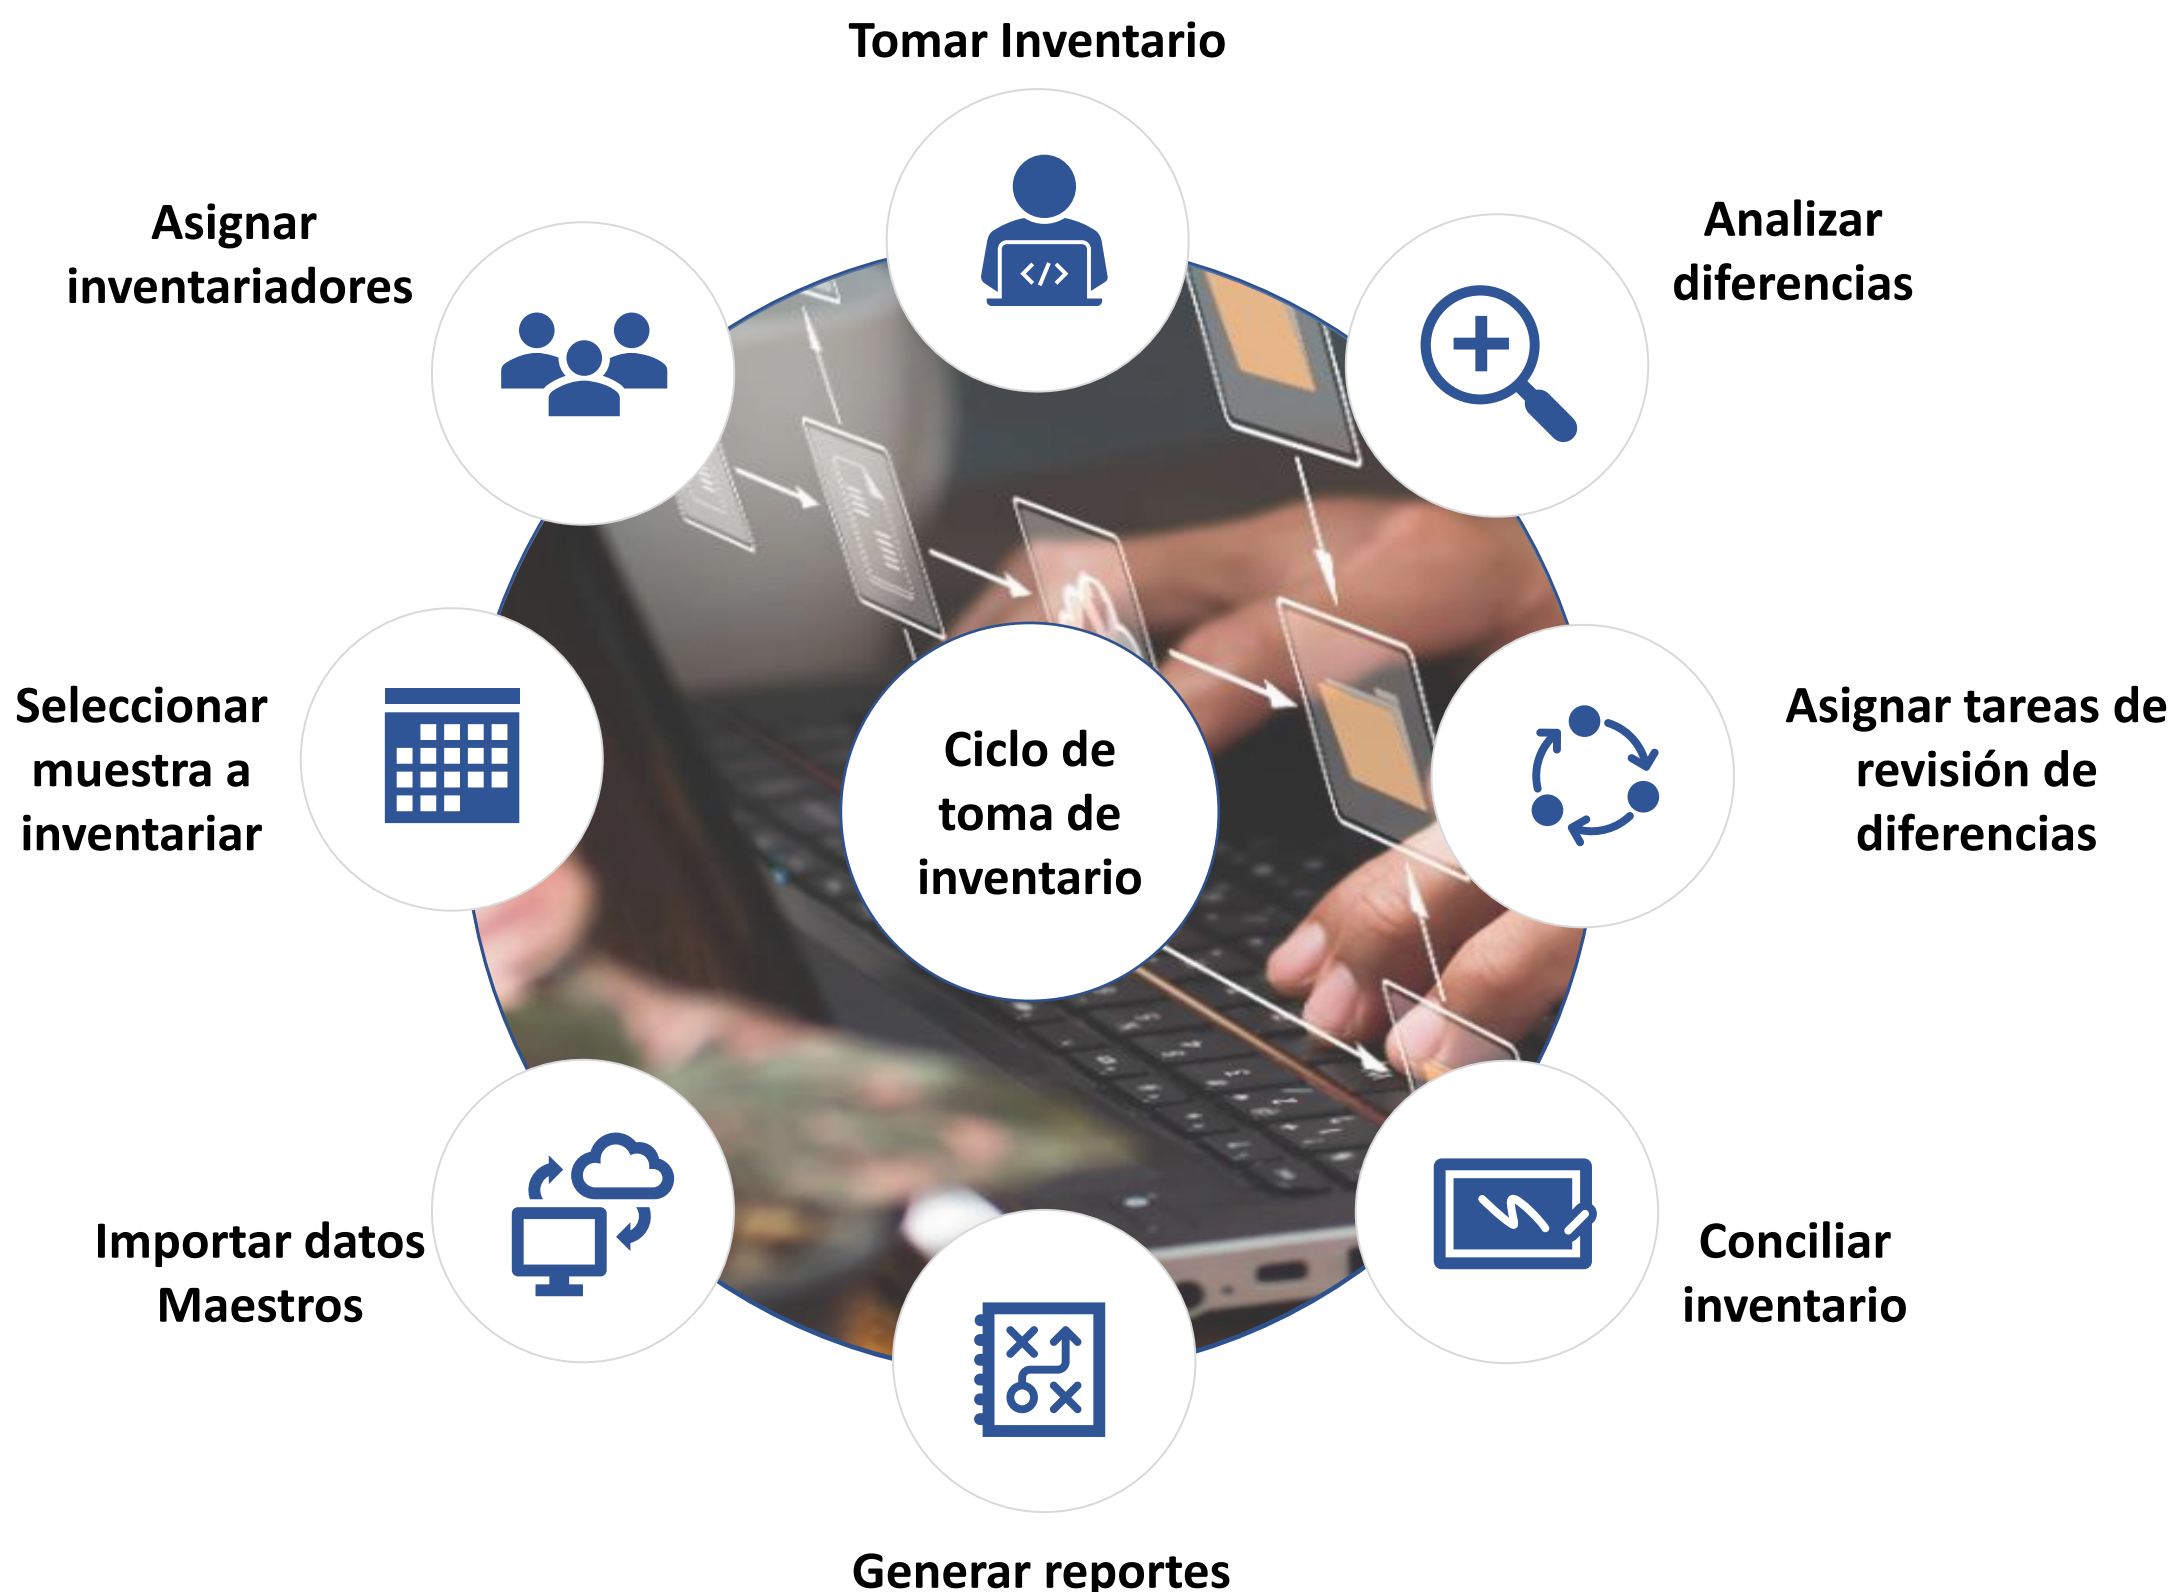 Tomar Inventario
Analizar
diferencias
Asignar tareas de
revisión de
diferencias
Conciliar
inventario
Generar reportes
Importar datos
Maestros
Seleccionar
muestra a
inventariar
Asignar
inventariadores
Ciclo de
toma de
inventario